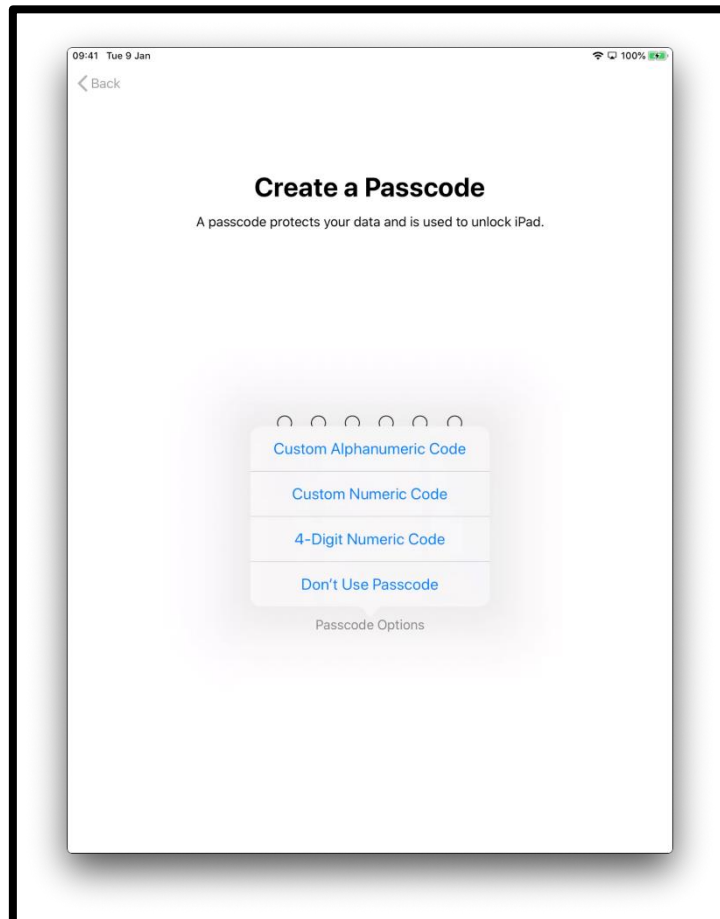 09:41 Tue 9 Jan 100%
Back
Create a Passcode
A passcode protects your data and is used to unlock iPad.
Custom Alphanumeric Code
Custom Numeric Code
4-Digit Numeric Code
Don't Use Passcode
Passcode Options